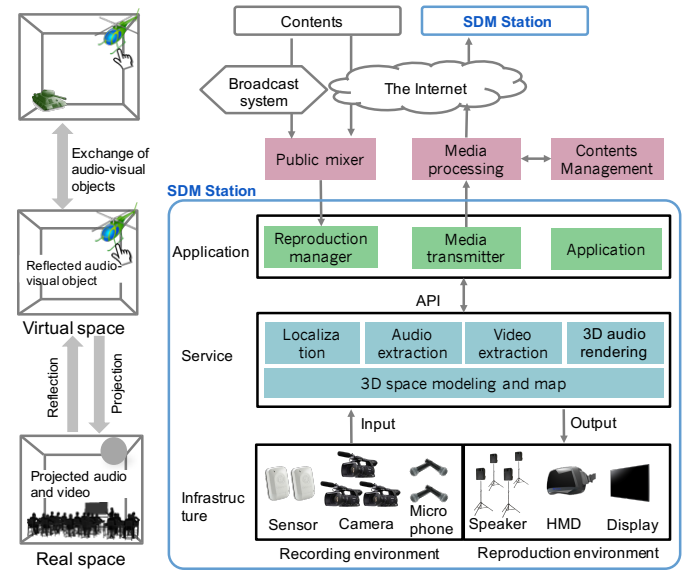 Contents
SDM Station
Broadcast
system
The Internet
Exchange of
audio-visual
objects
Public mixer
Media
processing
Contents
Management
SDM Station
Application
Reproduction
manager
Media
transmitter
Application
Reflected audio-
visual object
Virtual space
API
Service
Localiza
tion
Audio
extraction
Video
extraction
3D audio
rendering
3D space modeling and map
Reflection
Projection
Input
Output
Projected audio
and video
Real space
Infrastruc
ture
Sensor
Camera
Micro
phone
Speaker
HMD
Display
Recording environment
Reproduction environment